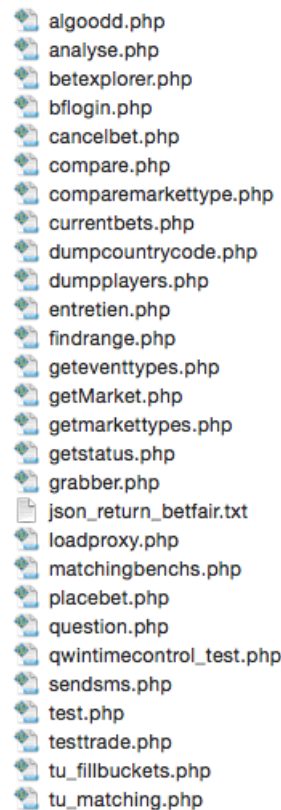 algoodd.php
analyse.php
betexplorer.php
bflogin.php
cancelbet.php
compare.php
comparemarkettype.php
currentbets.php
dumpcountrycode.php
dumpplayers.php
entretien.php
findrange.php
geteventtypes.php
getMarket.php
getmarkettypes.php
getstatus.php
grabber.php
json_return_betfair.txt
loadproxy.php
matchingbenchs.php
placebet.php
question.php
qwintimecontrol_test.php
sendsms.php
test.php
testtrade.php
tu_fillbuckets.php
tu_matching.php